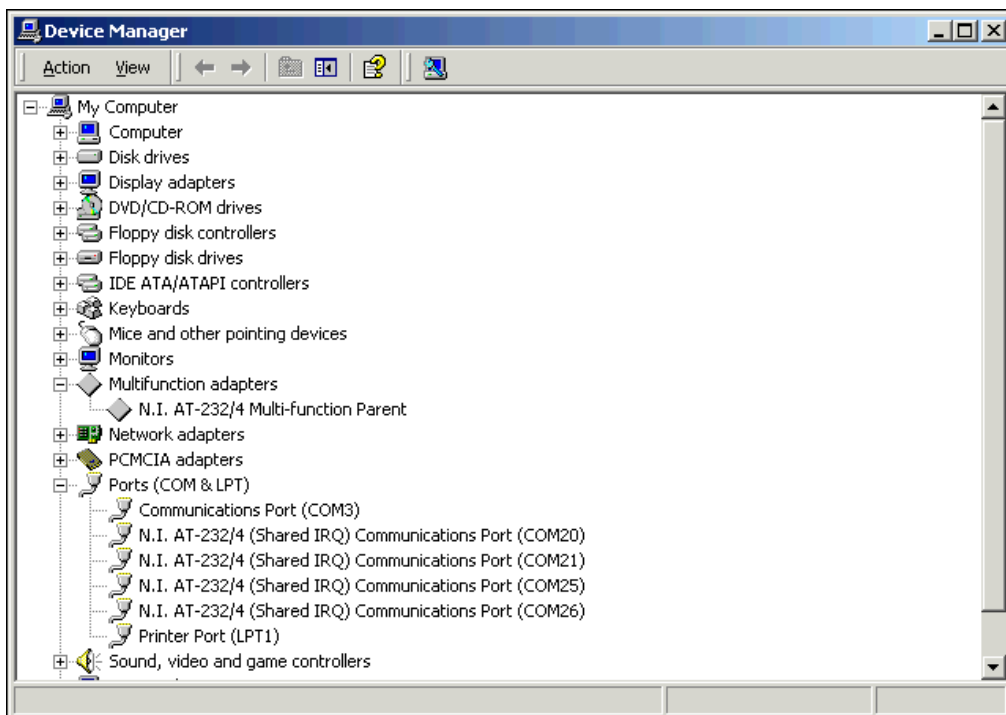 Device Manager
Action View
My Computer
Computer
Disk drives
Display adapters
DVD/CD-ROM drives
Floppy disk controllers
Floppy disk drives
IDE ATA/ATAPI controllers
Keyboards
Mice and other pointing devices
Monitors
Multifunction adapters
N.I. AT-232/4 Multi-function Parent
Network adapters
PCMCIA adapters
Ports (COM & LPT)
Communications Port (COM3)
N.I. AT-232/4 (Shared IRQ) Communications Port (COM20)
N.I. AT-232/4 (Shared IRQ) Communications Port (COM21)
N.I. AT-232/4 (Shared IRQ) Communications Port (COM25)
N.I. AT-232/4 (Shared IRQ) Communications Port (COM26)
Printer Port (LPT1)
Sound, video and game controllers